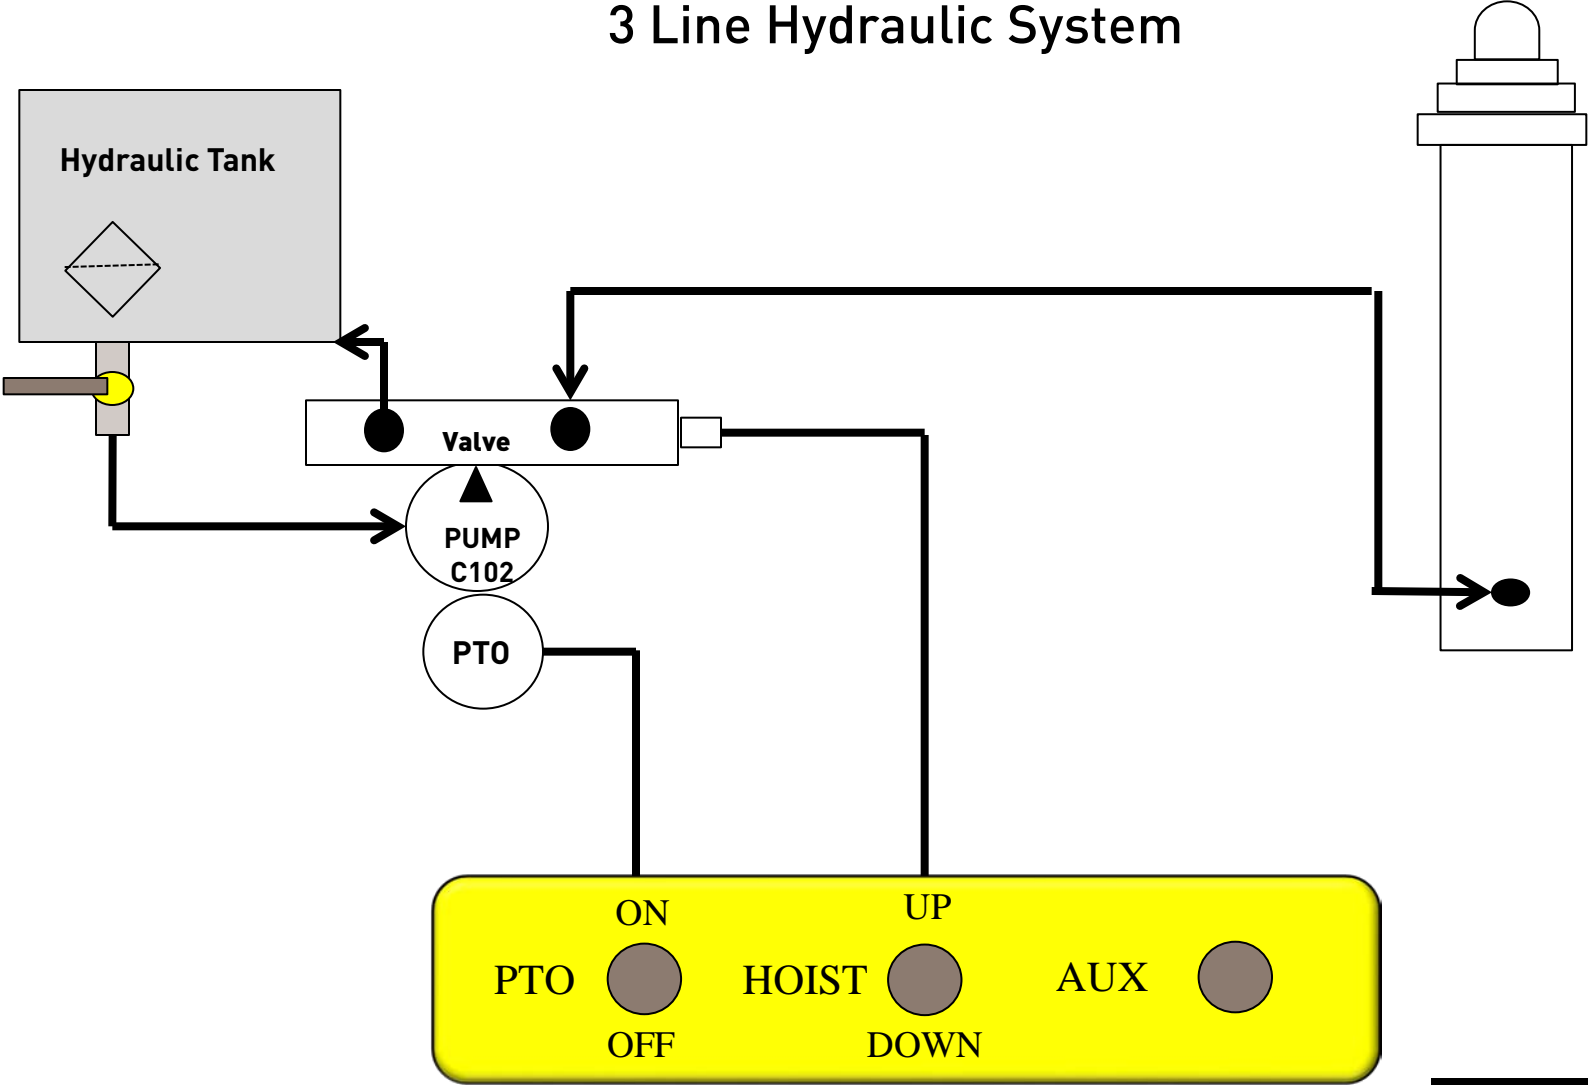 3 Line Hydraulic System
Hydraulic Tank
Valve
PUMP
C102
PTO
ON
UP
PTO
HOIST
AUX
OFF
DOWN